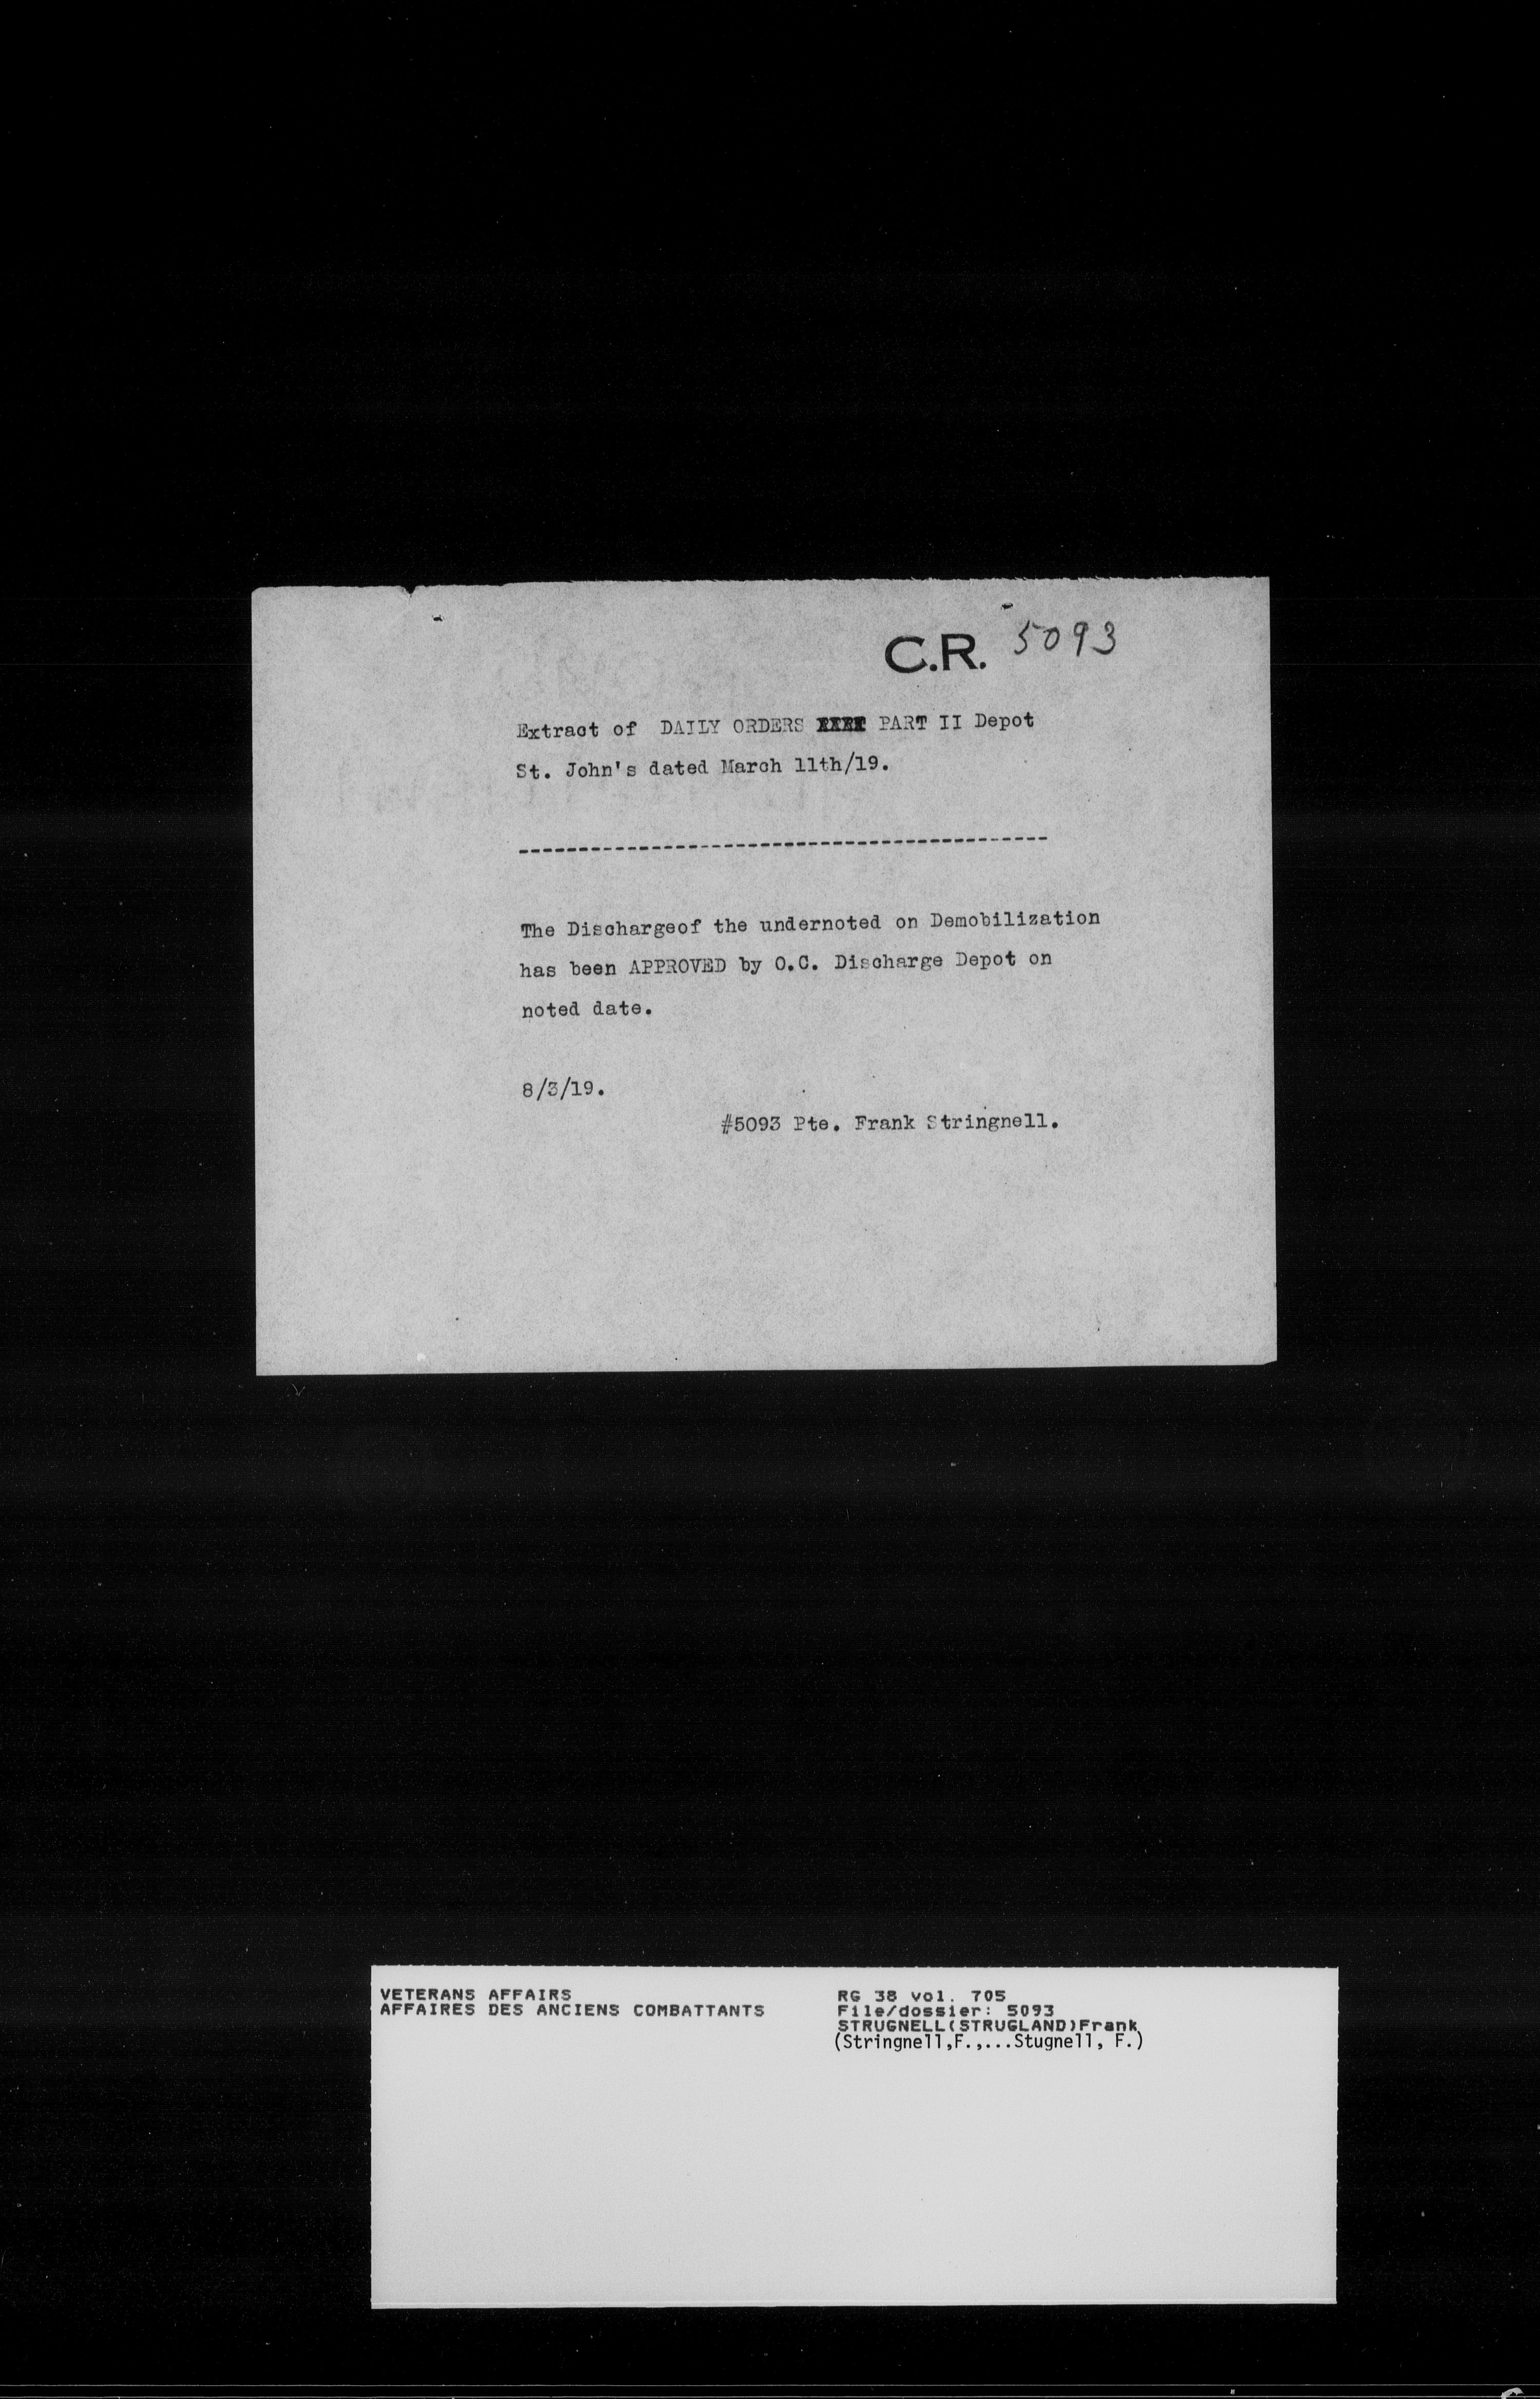 C.R. 5093
Extract of DAILY ORDERS PART II Depot
St. John's dated March 11th/19.
--------------------------------------------
The Dischargeof the undernoted on Demobilization
has been APPROVED by O.C. Discharge Depot on
noted date.
8/3/19.
#5093 Pte. Frank Stringnell.
VETERANS AFFAIRS
AFFAIRES DES ANCIENS COMBATTANTS
RG 38 vol. 705
File/dossier: 5093
STRUGNELL(STRUGLAND)Frank
(Stringnell,F.,...Stugnell, F.)